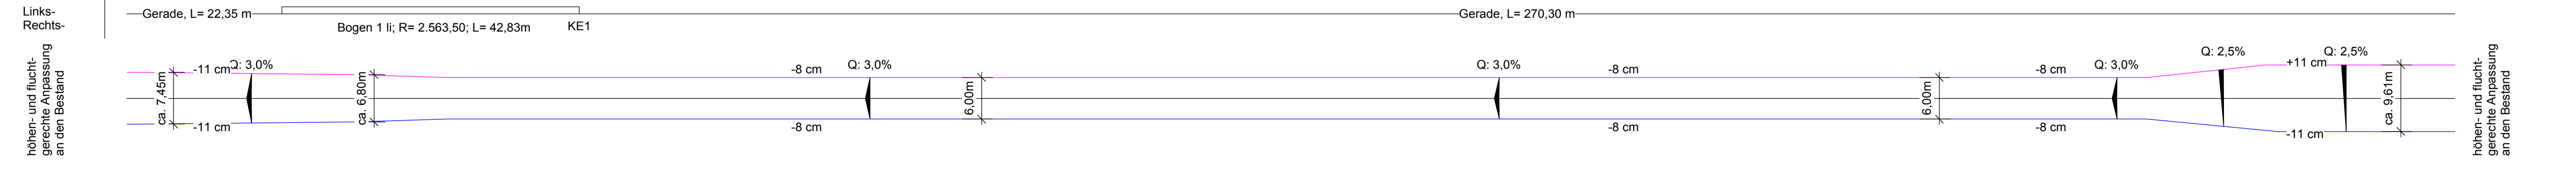 Links-
Rechts-
Gerade, L= 22,35 m
Bogen 1 li; R= 2.563,50; L= 42,83m
KE1
Gerade, L= 270,30 m
höhen- und flucht-
gerechte Anpassung
an den Bestand
ca. 7,45m
-11 cm
-11 cm
Q: 3,0%
ca. 6,80m
-8 cm
-8 cm
Q: 3,0%
6,00m
Q: 3,0%
-8 cm
-8 cm
6,00m
-8 cm
-8 cm
Q: 3,0%
Q: 2,5%
+11 cm
-11 cm
Q: 2,5%
ca. 9,61m
höhen- und flucht-
gerechte Anpassung
an den Bestand